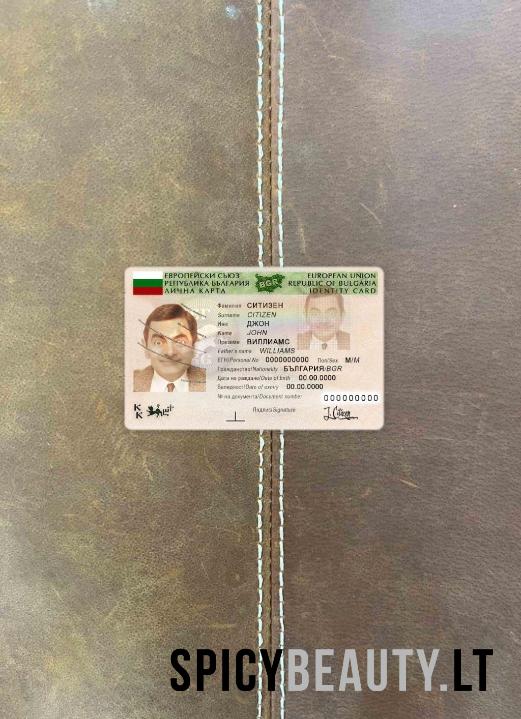 ЕВРОПЕЙСКИ СЪЮЗ
РЕПУБЛИКА БЪЛГАРИЯ
ЛИЧНА КАРТА
BGR
EUROPEAN UNION
REPUBLIC OF BULGARIA
IDENTITY CARD
Фамилия СИТИЗЕН
Surname CITIZEN
Име ДЖОН
Name JOHN
Презиме ВИЛЛИАМС
Father's name WILLIAMS
ЕГН/Personal No 0000000000 Пол/Sex M/M
Гражданство/Nationality БЪЛГАРИЯ/BGR
Дата на раждане/Date of birth 00.00.0000
Валидност/Date of expiry 00.00.0000
№ на документа/Document number 000000000
Подпис/Signature J.Citizen
K
K
SPICYBEAUTY.LT